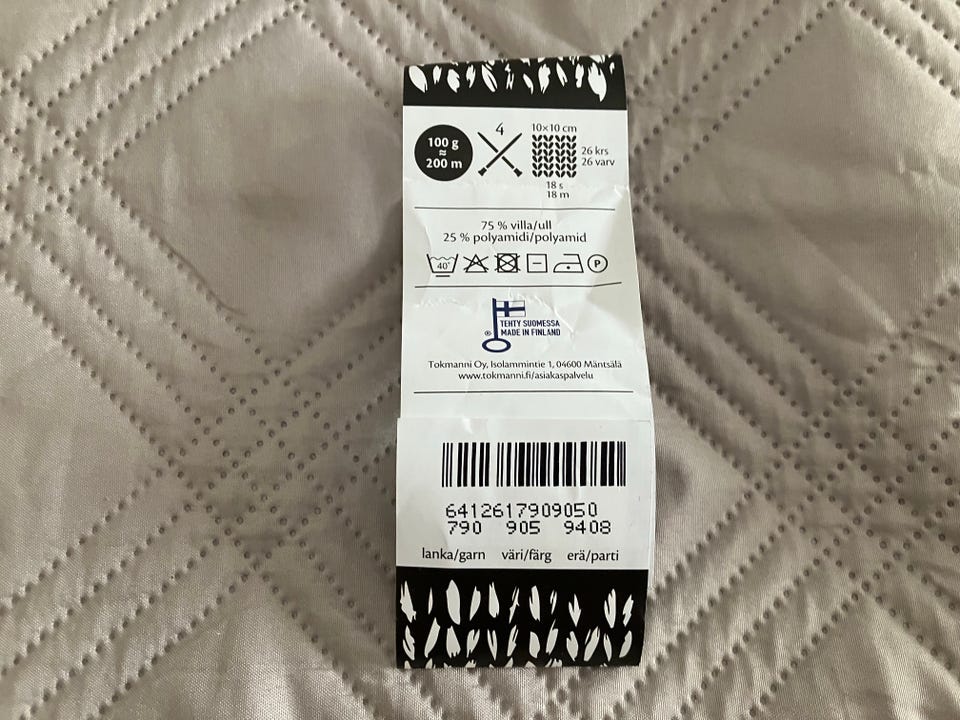 100 g
≈
200 m
4
10×10 cm
26 krs
26 varv
18 s
18 m
75 % villa/ull
25 % polyamidi/polyamid
40°
P
® TEHTY SUOMESSA
MADE IN FINLAND
Tokmanni Oy, Isolammintie 1, 04600 Mäntsälä
www.tokmanni.fi/asiakaspalvelu
6412617909050
790 905 9408
lanka/garn väri/färg erä/parti